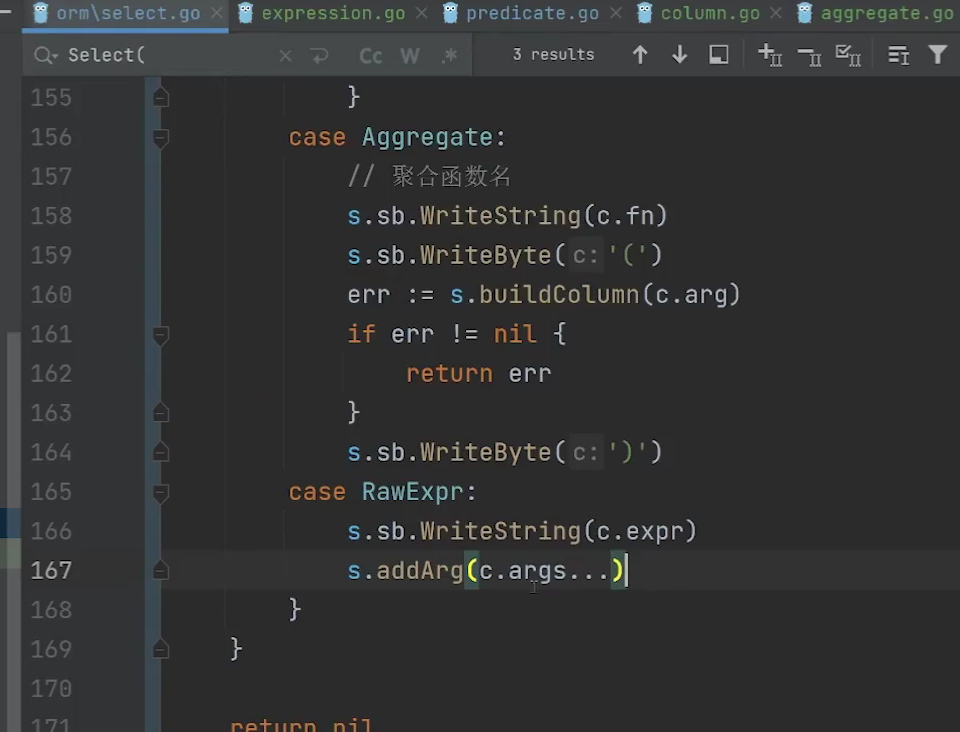 orm\select.go × expression.go × predicate.go × column.go × aggregate.go
Select( × Cc W .* 3 results
155 }
156 case Aggregate:
157 // 聚合函数名
158 s.sb.WriteString(c.fn)
159 s.sb.WriteByte( c: '(')
160 err := s.buildColumn(c.arg)
161 if err != nil {
162 return err
163 }
164 s.sb.WriteByte( c: ')')
165 case RawExpr:
166 s.sb.WriteString(c.expr)
167 s.addArg(c.args...)
168 }
169 }
170
171 return nil